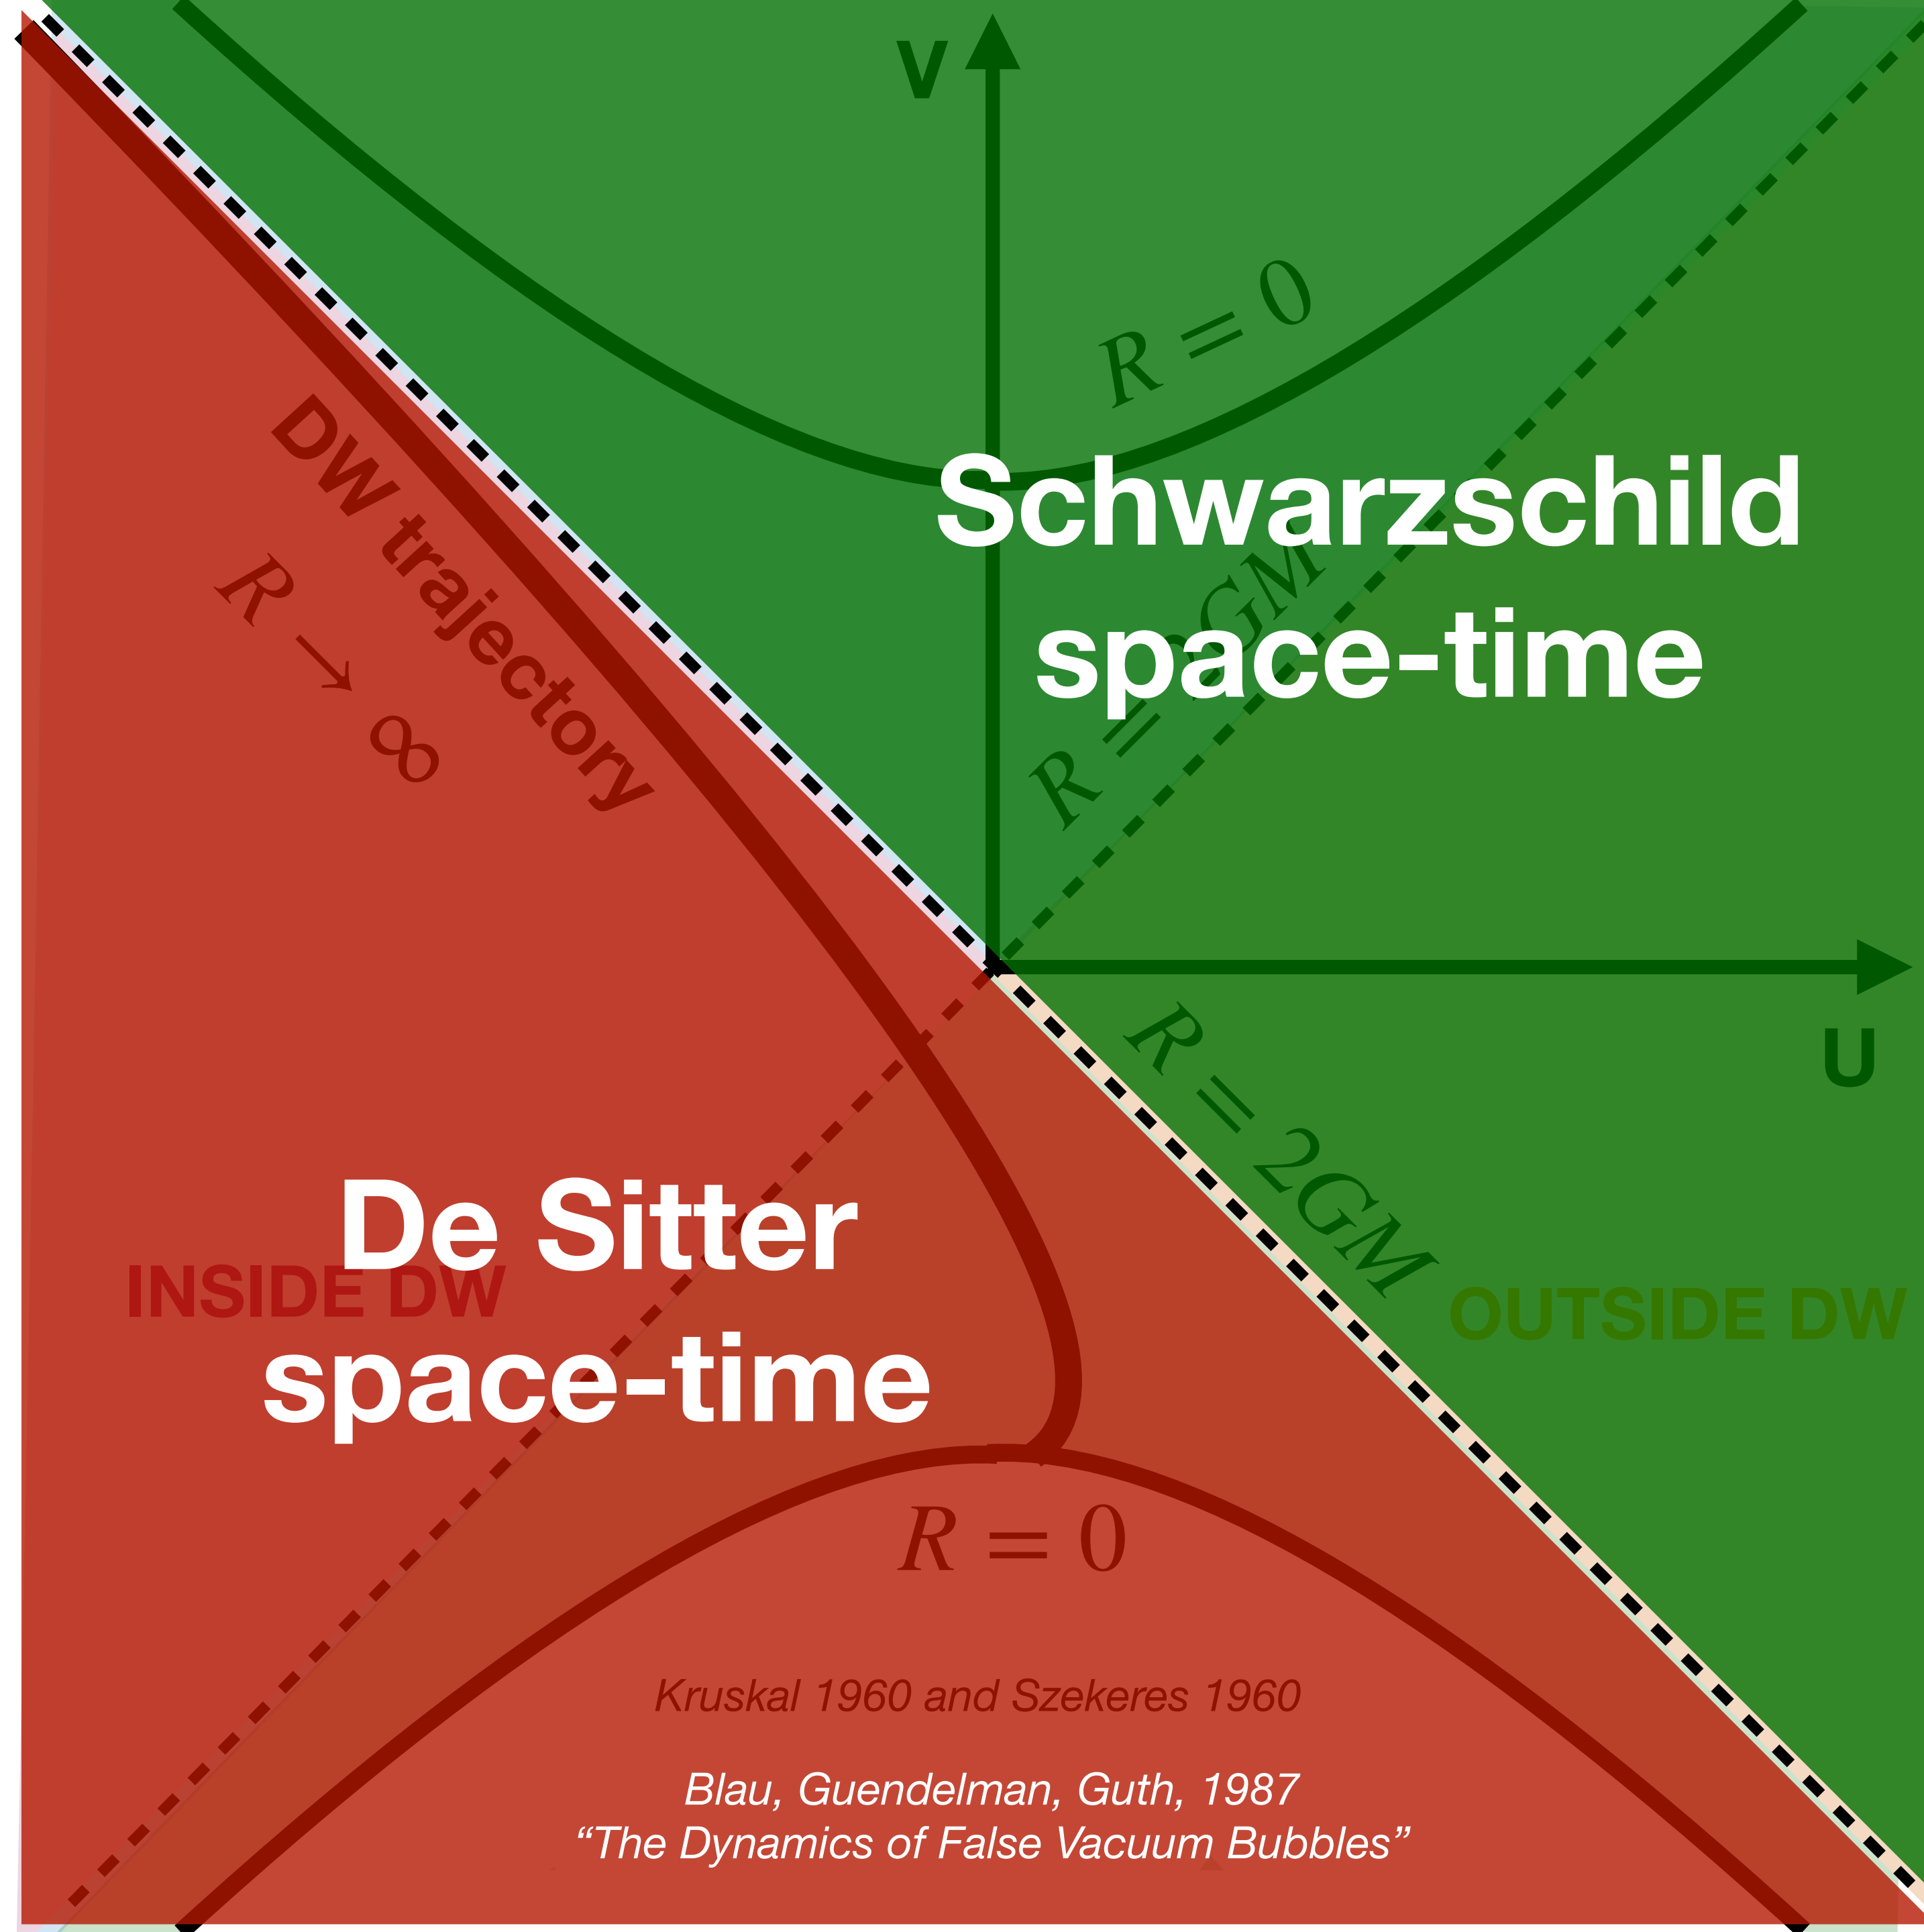 V
R = 0
Schwarzschild
space-time
DW trajectory
R → ∞
R = 2GM
U
R = 2GM
De Sitter
space-time
INSIDE DW
OUTSIDE DW
R = 0
Kruskal 1960 and Szekeres 1960
Blau, Guendelman, Guth, 1987
“The Dynamics of False Vacuum Bubbles”